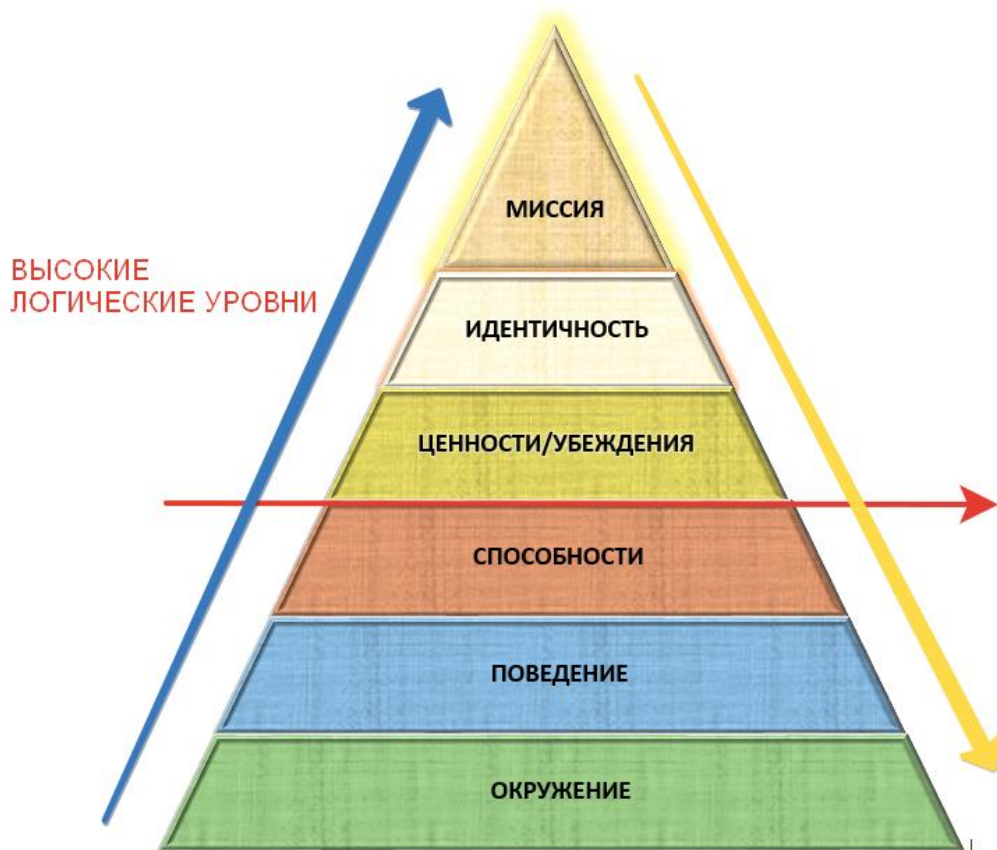 МИССИЯ
ВЫСОКИЕ
ЛОГИЧЕСКИЕ УРОВНИ
ИДЕНТИЧНОСТЬ
ЦЕННОСТИ/УБЕЖДЕНИЯ
СПОСОБНОСТИ
ПОВЕДЕНИЕ
ОКРУЖЕНИЕ